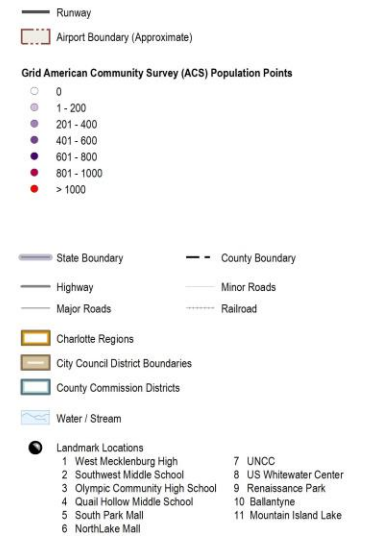 Runway
Airport Boundary (Approximate)
Grid American Community Survey (ACS) Population Points
0
1 - 200
201 - 400
401 - 600
601 - 800
801 - 1000
> 1000
State Boundary
County Boundary
Highway
Minor Roads
Major Roads
Railroad
Charlotte Regions
City Council District Boundaries
County Commission Districts
Water / Stream
Landmark Locations
1 West Mecklenburg High
2 Southwest Middle School
3 Olympic Community High School
4 Quail Hollow Middle School
5 South Park Mall
6 NorthLake Mall
7 UNCC
8 US Whitewater Center
9 Renaissance Park
10 Ballantyne
11 Mountain Island Lake